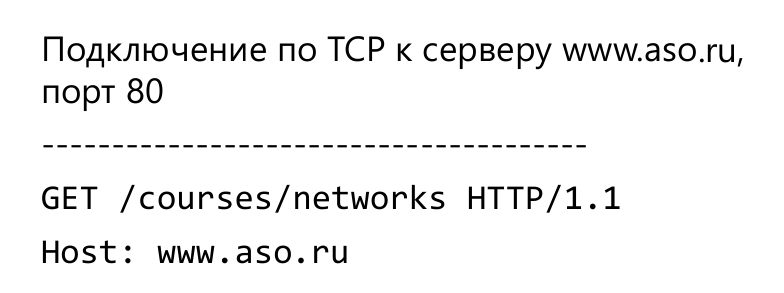 Подключение по TCP к серверу www.aso.ru,
порт 80
---------------------------------------
GET /courses/networks HTTP/1.1
Host: www.aso.ru